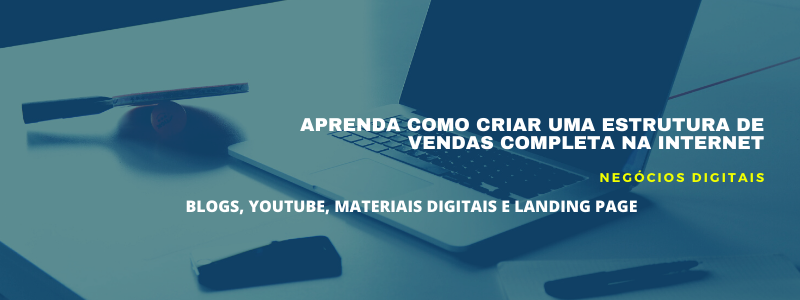 APRENDA COMO CRIAR UMA ESTRUTURA DE
VENDAS COMPLETA NA INTERNET
NEGÓCIOS DIGITAIS
BLOGS, YOUTUBE, MATERIAIS DIGITAIS E LANDING PAGE